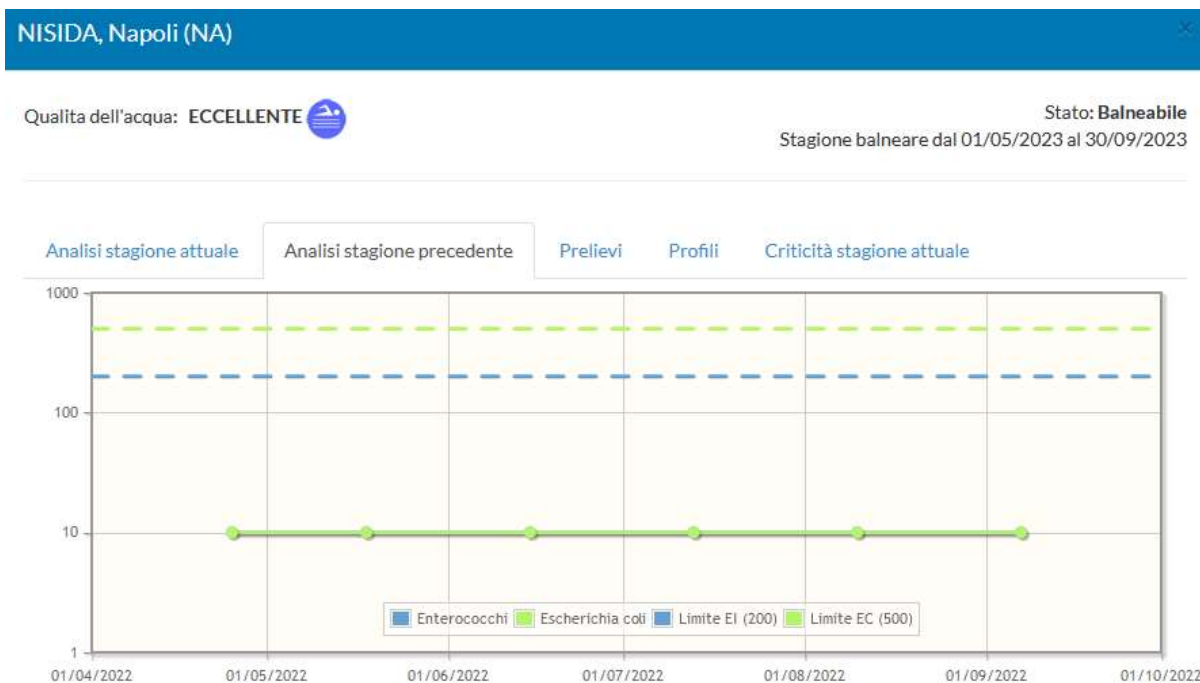 NISIDA, Napoli (NA)
×
Qualita dell'acqua: ECCELLENTE
Stato: Balneabile
Stagione balneare dal 01/05/2023 al 30/09/2023
Analisi stagione attuale Analisi stagione precedente Prelievi Profili Criticità stagione attuale
1000
100
10
1
Enterococchi Escherichia coli Limite EI (200) Limite EC (500)
01/04/2022 01/05/2022 01/06/2022 01/07/2022 01/08/2022 01/09/2022 01/10/2022